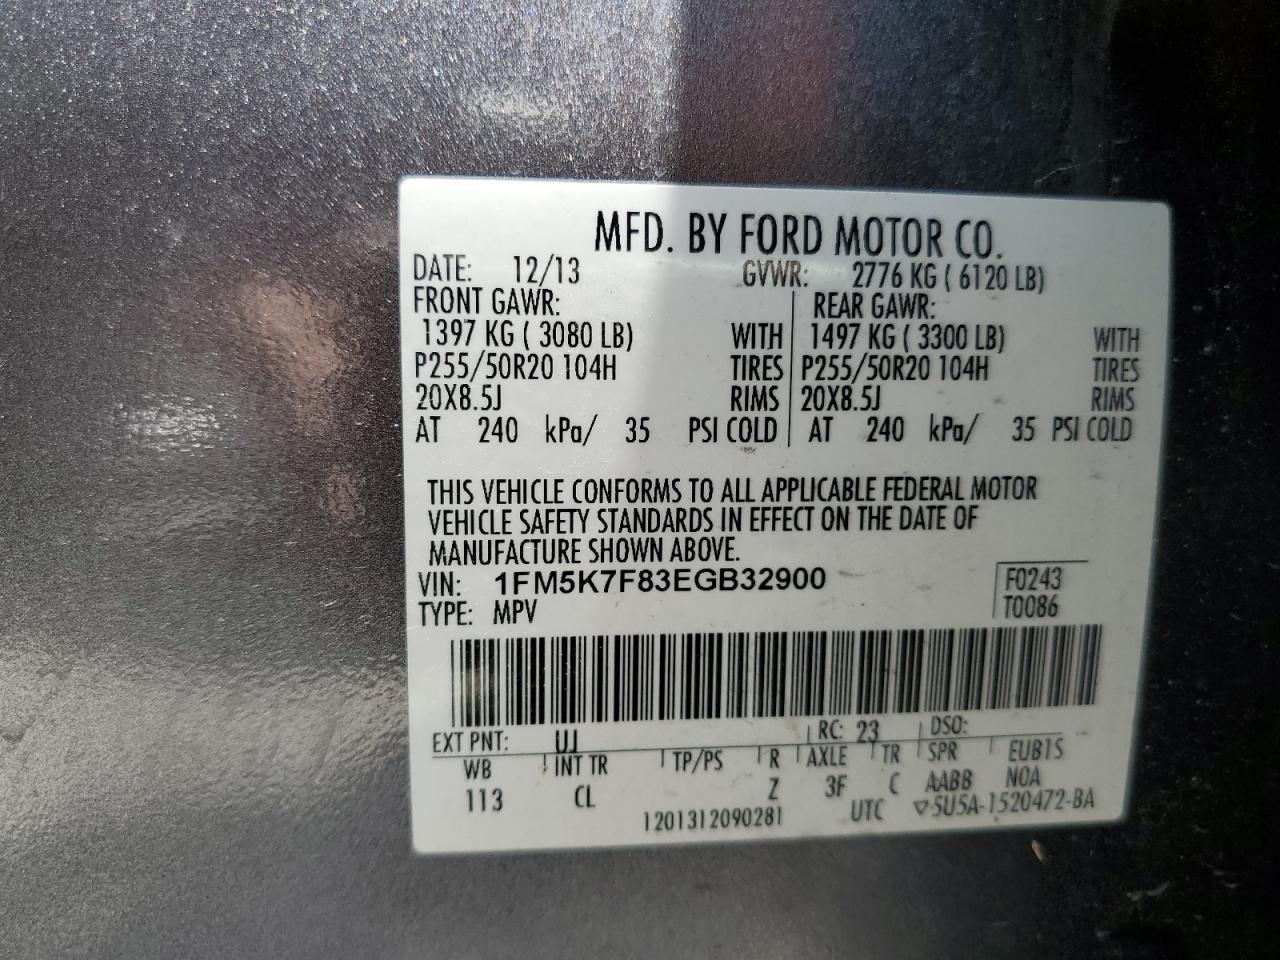 MFD. BY FORD MOTOR CO.
DATE: 12/13 GVWR: 2776 KG ( 6120 LB)
FRONT GAWR: REAR GAWR:
1397 KG ( 3080 LB) WITH 1497 KG ( 3300 LB) WITH
P255/50R20 104H TIRES P255/50R20 104H TIRES
20X8.5J RIMS 20X8.5J RIMS
AT 240 kPa/ 35 PSI COLD AT 240 kPa/ 35 PSI COLD
THIS VEHICLE CONFORMS TO ALL APPLICABLE FEDERAL MOTOR
VEHICLE SAFETY STANDARDS IN EFFECT ON THE DATE OF
MANUFACTURE SHOWN ABOVE.
VIN: 1FM5K7F83EGB32900 F0243
TYPE: MPV T0086
EXT PNT: UJ RC: 23 DSO:
WB INT TR TP/PS R AXLE TR SPR EUB1S
113 CL Z 3F C AABB NOA
1201312090281 UTC ▽5U5A-1520472-BA